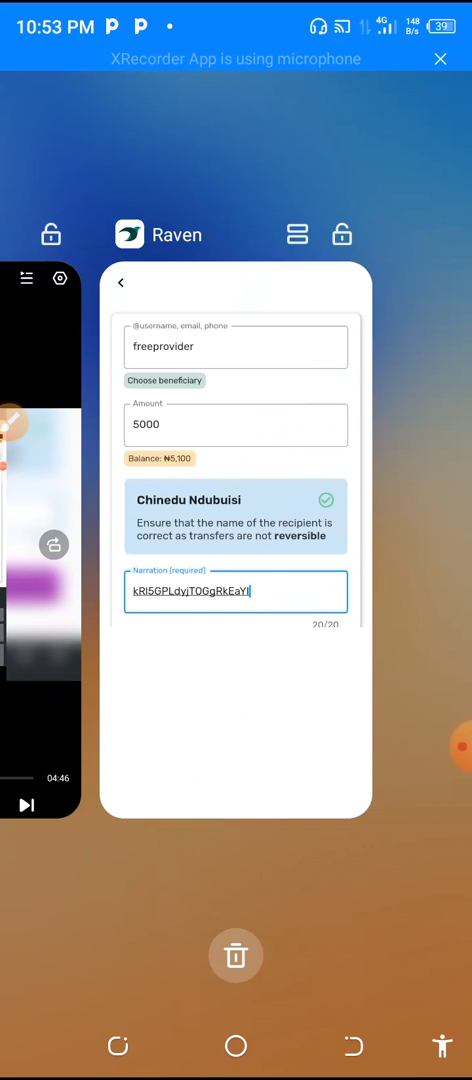 10:53 PM
4G
148 B/s
39
XRecorder App is using microphone
Raven
@username, email, phone
freeprovider
Choose beneficiary
Amount
5000
Balance: ₦5,100
Chinedu Ndubuisi
Ensure that the name of the recipient is
correct as transfers are not reversible
Narration (required)
20/20
04:46